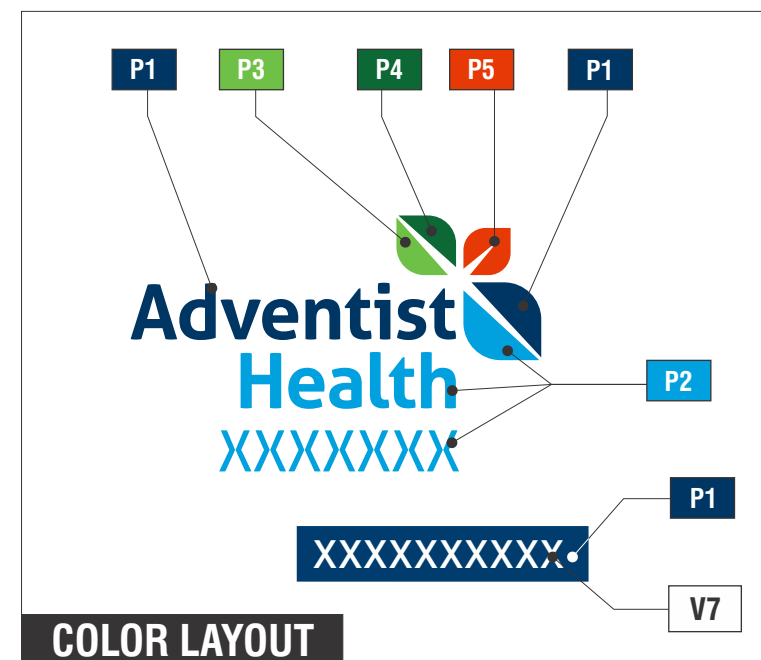 P1 P3 P4 P5 P1
Adventist
Health
P2
XXXXXXX
P1
XXXXXXXXXX
V7
COLOR LAYOUT